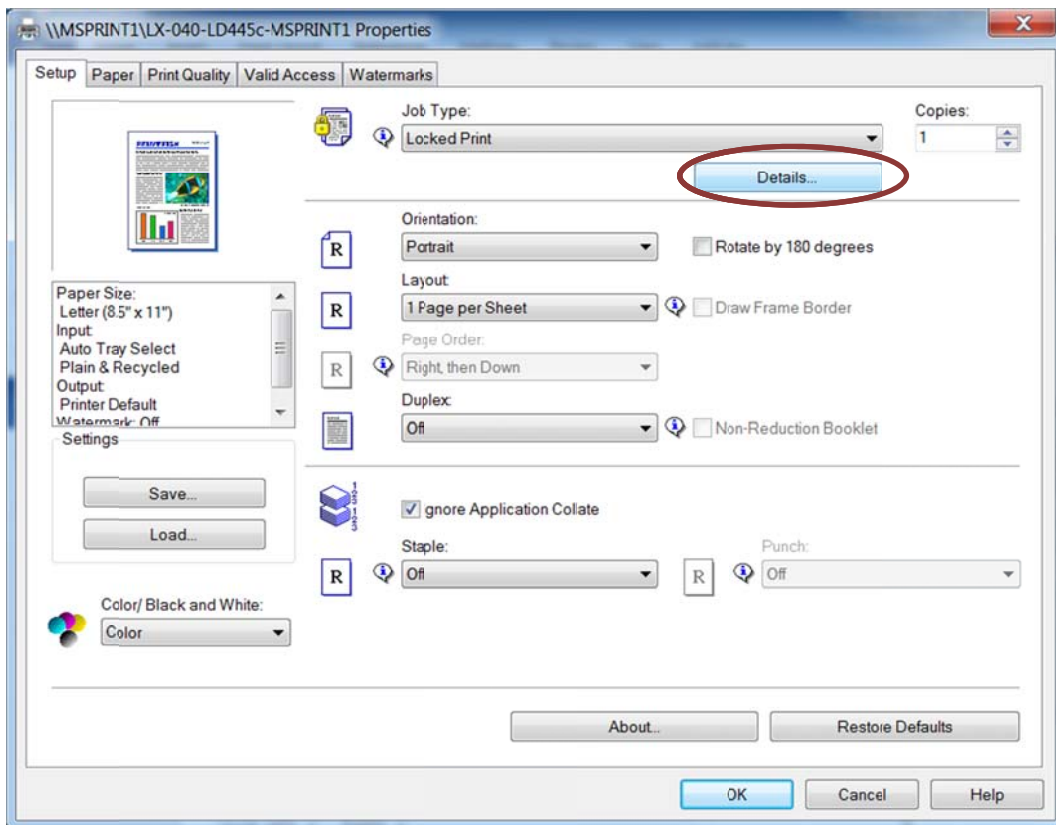 \\MSPRINT1\LX-040-LD445c-MSPRINT1 Properties
Setup Paper Print Quality Valid Access Watermarks
Job Type:
Copies:
Locked Print
1
Details...
Orientation:
Portrait
Rotate by 180 degrees
Layout:
1 Page per Sheet
Draw Frame Border
Page Order:
Right, then Down
Duplex:
Off
Non-Reduction Booklet
Paper Size:
Letter (8.5" x 11")
Input:
Auto Tray Select
Plain & Recycled
Output:
Printer Default
Watermark: Off
Settings
Save...
Load...
Color/ Black and White:
Color
gnore Application Collate
Staple:
Off
Punch:
Off
R
R
R
R
R
About...
Restore Defaults
OK
Cancel
Help